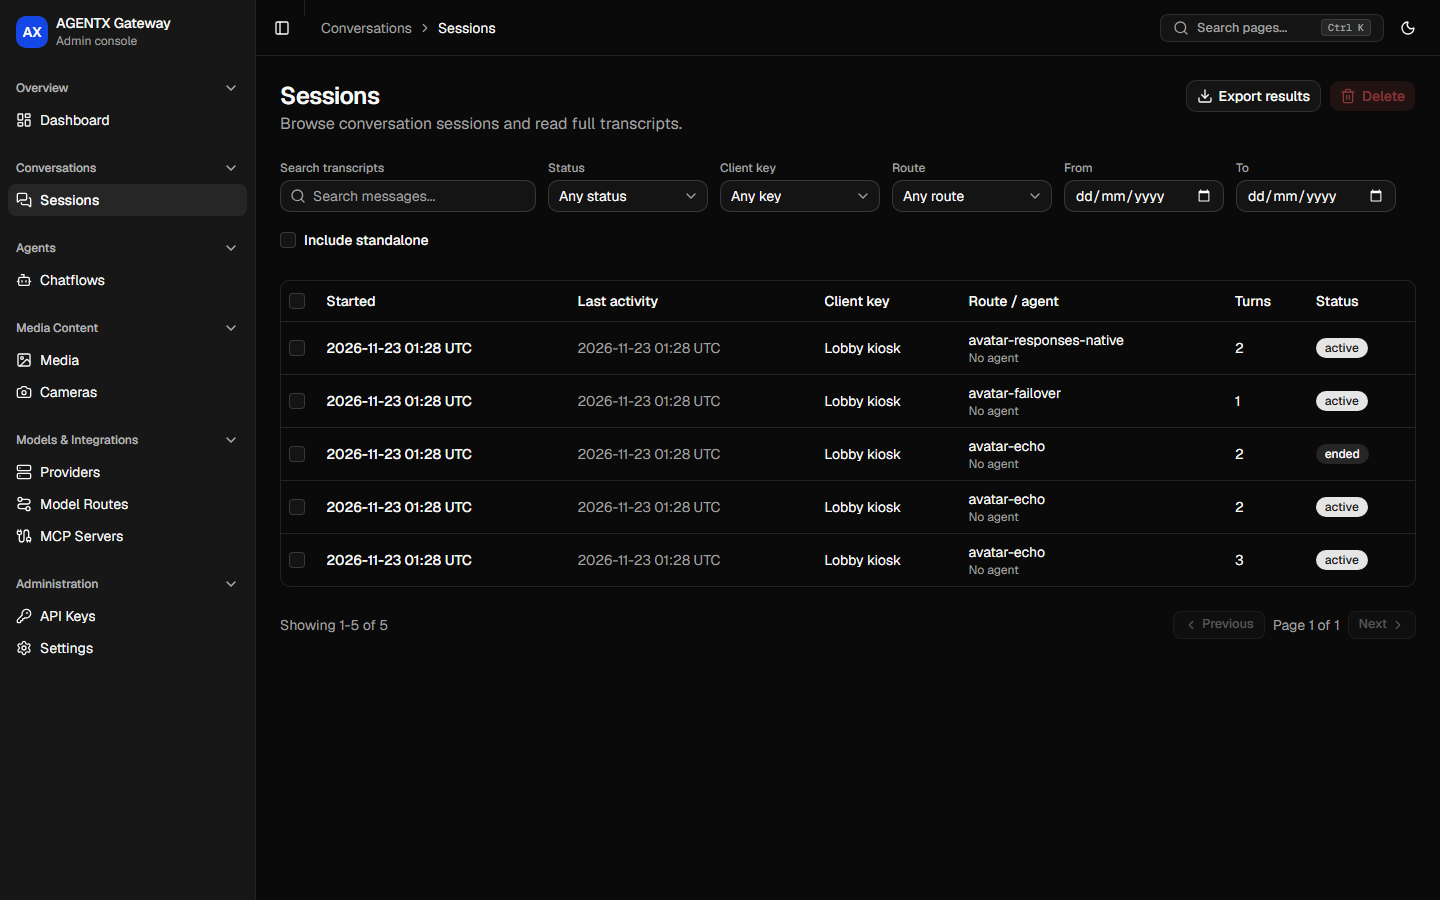 AX
AGENTX Gateway
Admin console
Overview
Dashboard
Conversations
Sessions
Agents
Chatflows
Media Content
Media
Cameras
Models & Integrations
Providers
Model Routes
MCP Servers
Administration
API Keys
Settings
Conversations > Sessions
Search pages... Ctrl K
Sessions
Browse conversation sessions and read full transcripts.
Export results Delete
Search transcripts Status Client key Route From To
Search messages... Any status Any key Any route dd/mm/yyyy dd/mm/yyyy
Include standalone
Started Last activity Client key Route / agent Turns Status
2026-11-23 01:28 UTC 2026-11-23 01:28 UTC Lobby kiosk avatar-responses-native 2 active
No agent
2026-11-23 01:28 UTC 2026-11-23 01:28 UTC Lobby kiosk avatar-failover 1 active
No agent
2026-11-23 01:28 UTC 2026-11-23 01:28 UTC Lobby kiosk avatar-echo 2 ended
No agent
2026-11-23 01:28 UTC 2026-11-23 01:28 UTC Lobby kiosk avatar-echo 2 active
No agent
2026-11-23 01:28 UTC 2026-11-23 01:28 UTC Lobby kiosk avatar-echo 3 active
No agent
Showing 1-5 of 5
Previous Page 1 of 1 Next